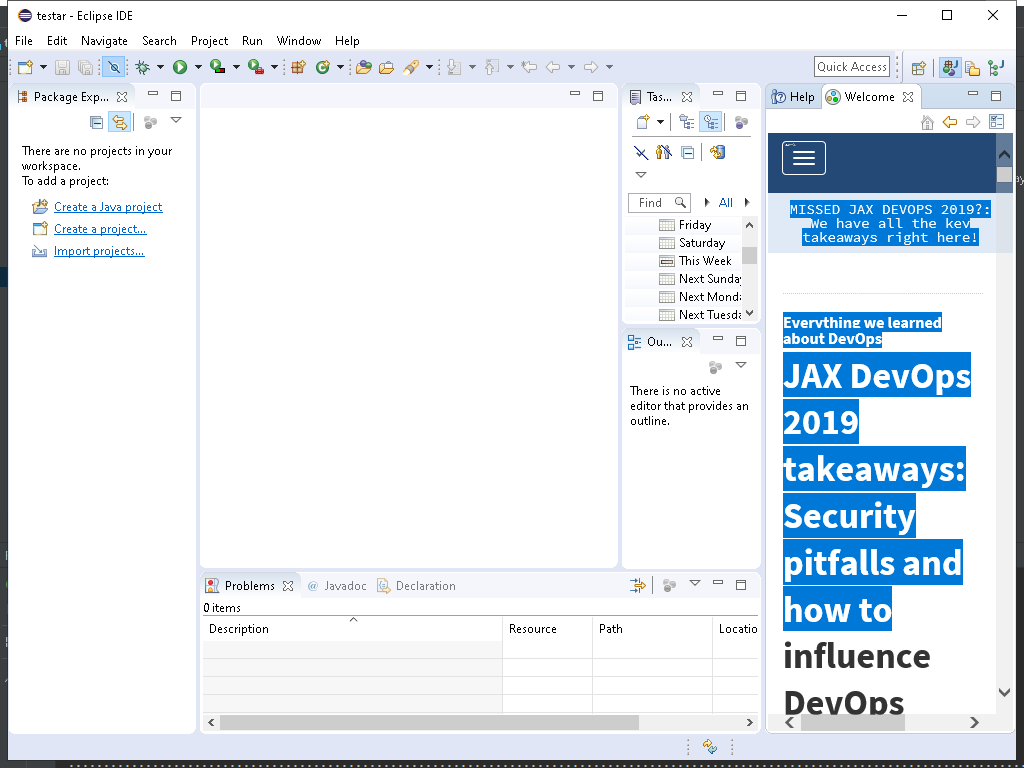 testar - Eclipse IDE
File Edit Navigate Search Project Run Window Help
Quick Access
Package Exp...
There are no projects in your
workspace.
To add a project:
Create a Java project
Create a project...
Import projects...
Tas...
Find
All
Friday
Saturday
This Week
Next Sunda
Next Monda
Next Tuesda
Ou...
There is no active
editor that provides an
outline.
Help
Welcome
MISSED JAX DEVOPS 2019?:
We have all the key
takeaways right here!
Everything we learned
about DevOps
JAX DevOps
2019
takeaways:
Security
pitfalls and
how to
influence
DevOps
Problems
@ Javadoc
Declaration
0 items
Description Resource Path Locatio